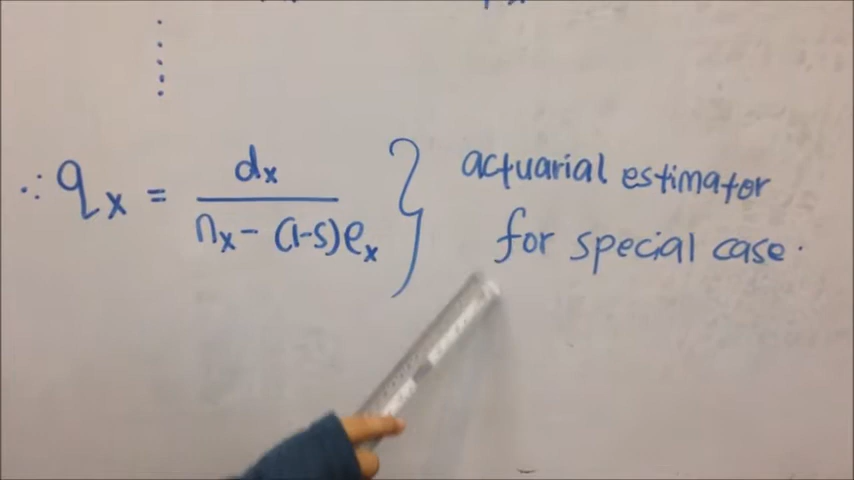 ∴ qx = dx / nx - (1-s)ex } actuarial estimator
for special case.